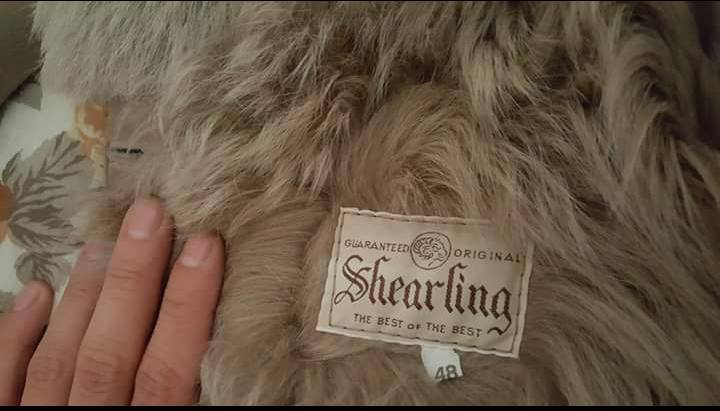 GUARANTEED ORIGINAL
Shearling
THE BEST OF THE BEST
48